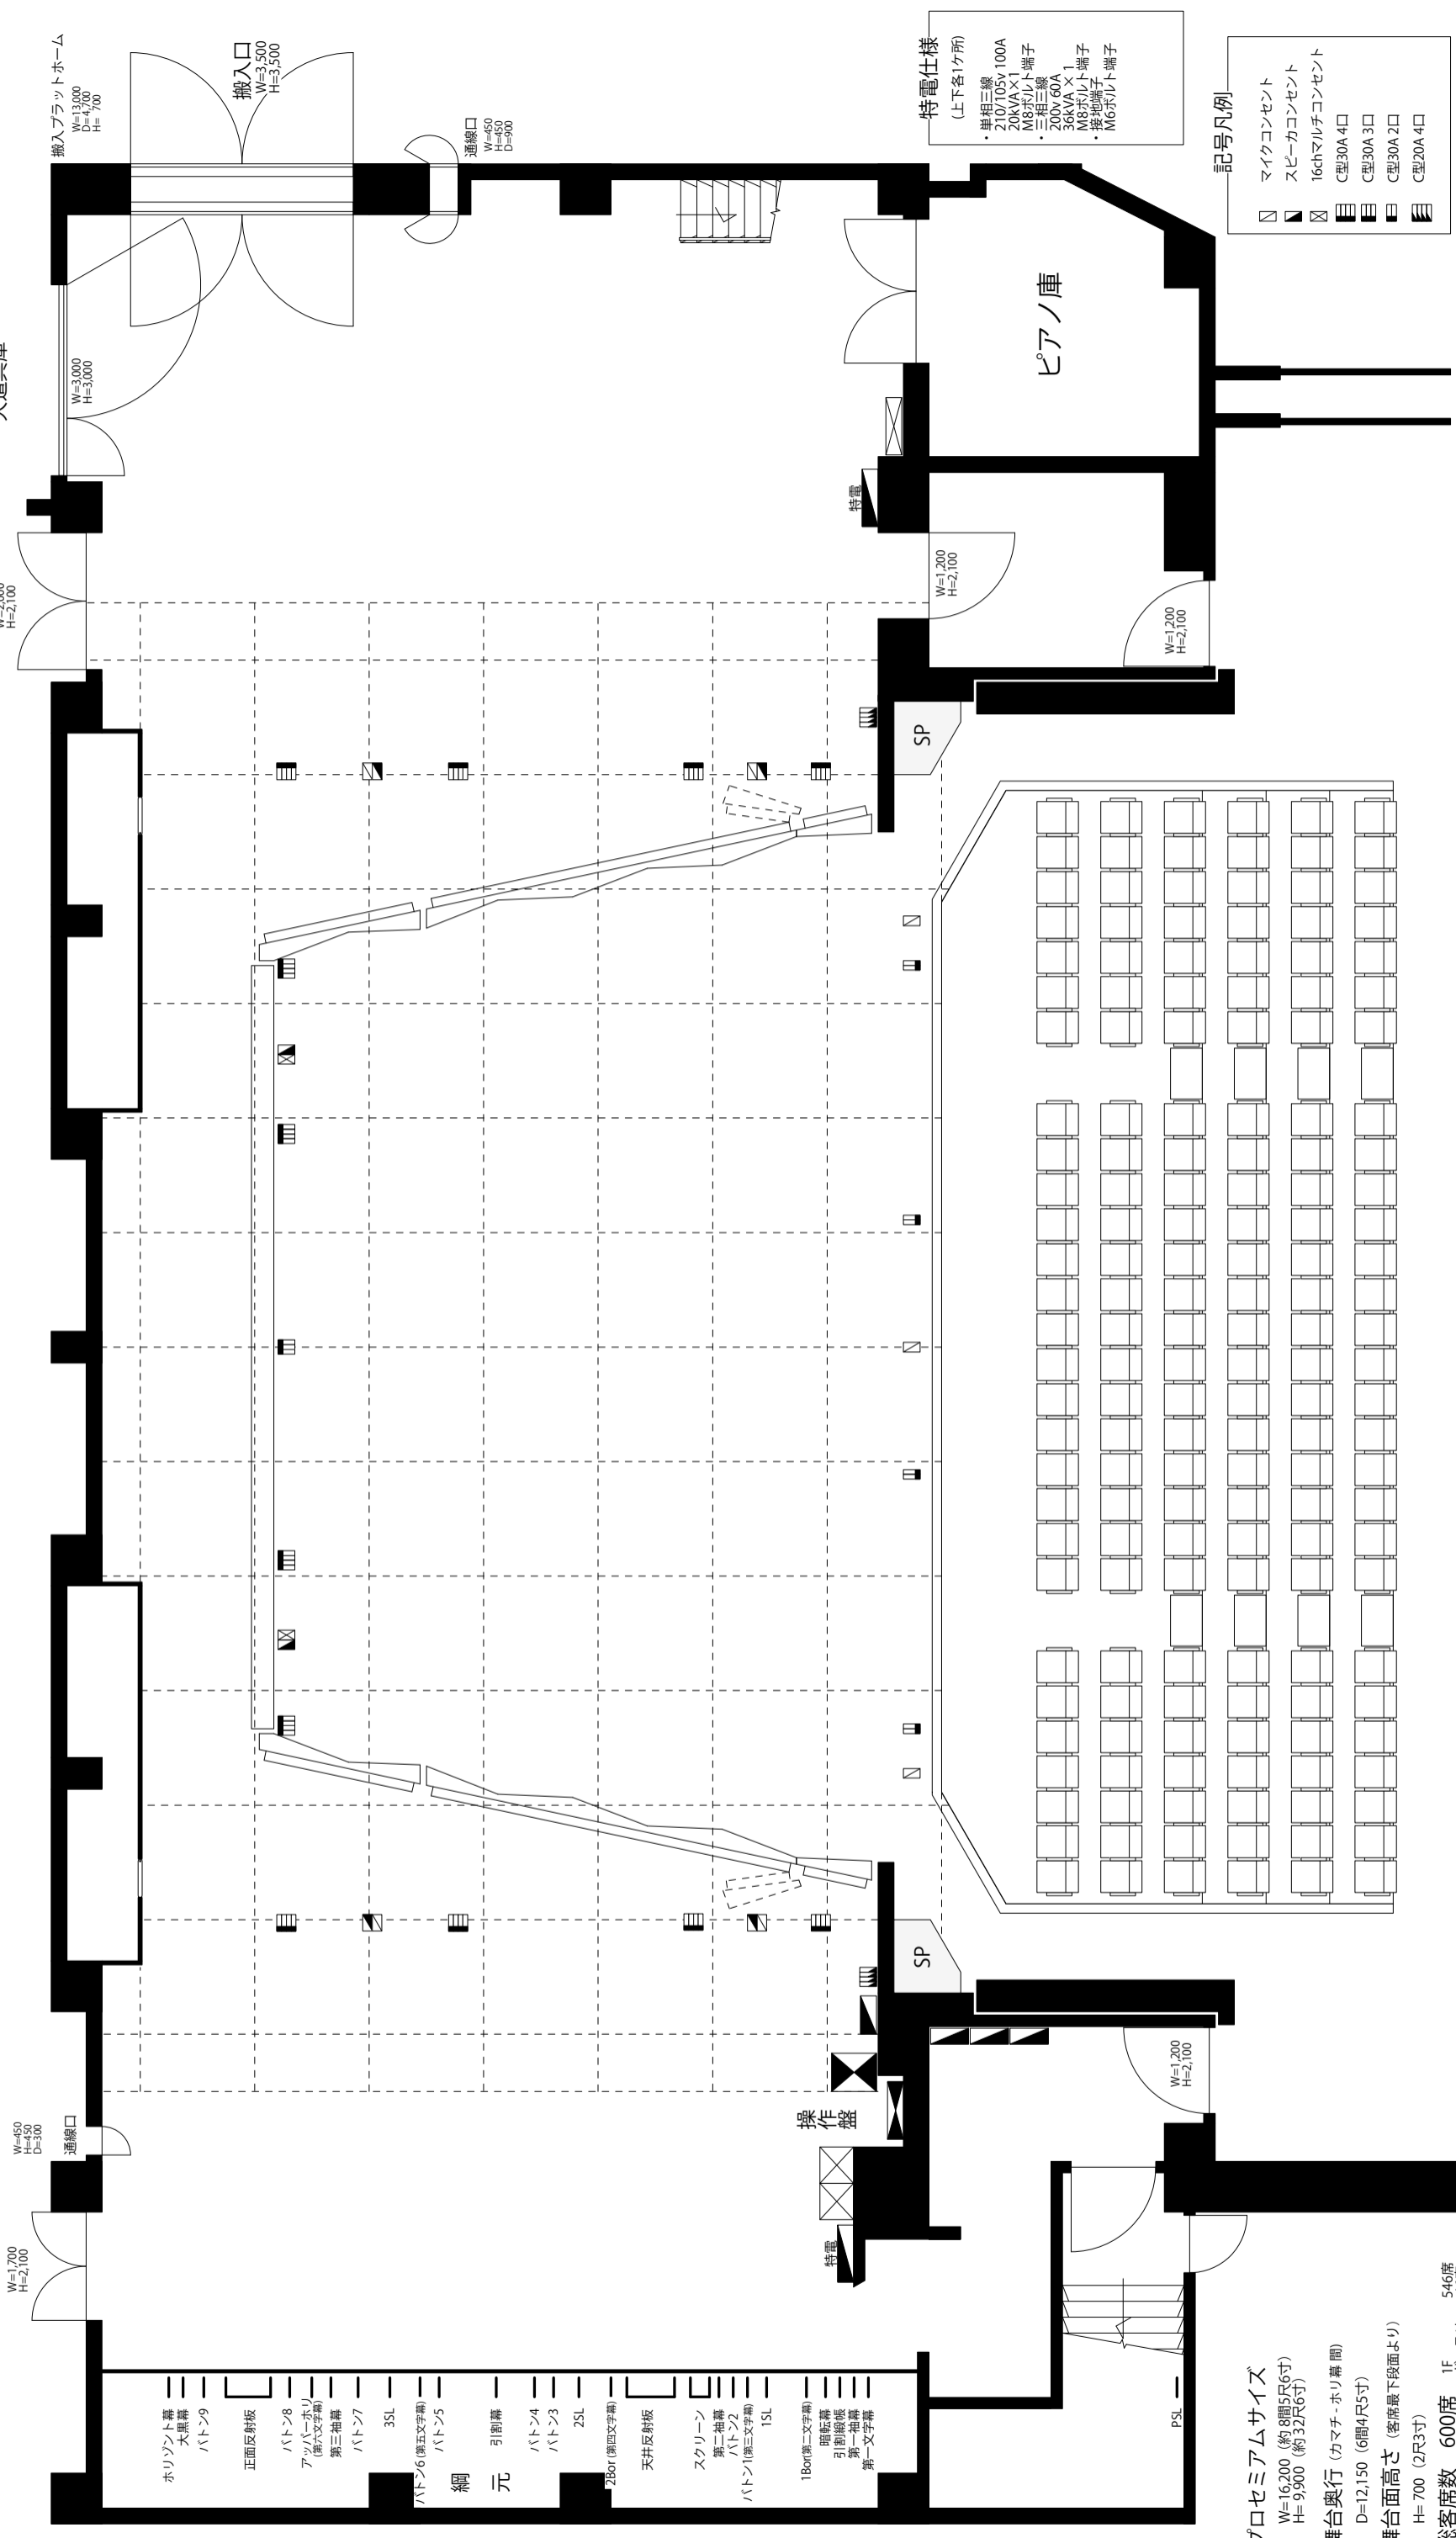 搬入プラットホーム
W=13,000
D=4,700
H= 700
搬入口
W=3,500
H=3,500
通線口
W=450
H=450
D=900
特電仕様
(上下各1ケ所)
・単相三線
210/105v 100A
20kVA×1
M8ボルト端子
・三相三線
200v 60A
36kVA × 1
M8ボルト端子
・接地端子
M6ボルト端子
記号凡例
マイクコンセント
スピーカコンセント
16chマルチコンセント
C型30A 4口
C型30A 3口
C型30A 2口
C型20A 4口
W=3,000
H=3,000
ピアノ庫
特電
H=2,100
W=1,200
H=2,100
W=1,200
H=2,100
SP
SP
W=450
H=450
D=300
通線口
操作盤
W=1,200
H=2,100
W=1,700
H=2,100
特電
ホリゾント幕
大黒幕
バトン9
正面反射板
バトン8
アッパーホリ
(第六文字幕)
第三袖幕
バトン7
3SL
バトン6 (第五文字幕)
バトン5
引割幕
バトン4
バトン3
2SL
2Bor (第四文字幕)
天井反射板
スクリーン
第二袖幕
バトン2
バトン1(第三文字幕)
1SL
1Bor(第二文字幕)
暗転幕
引割緞帳
第一袖幕
第一文字幕
PSL
綱元
プロセミアムサイズ
W=16,200 (約 8間5尺6寸)
H= 9,900 (約 32尺6寸)
舞台奥行 (カマチ - ホリ幕 間)
D=12,150 (6間4尺5寸)
舞台面高さ (客席最下段面より)
H= 700 (2尺3寸)
総客席数 600席
1F 546席